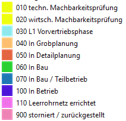 010 techn. Machbarkeitsprüfung
020 wirtsch. Machbarkeitsprüfung
030 L1 Vorvertriebsphase
040 In Grobplanung
050 In Detailplanung
060 In Bau
070 In Bau / Teilbetrieb
100 In Betrieb
110 Leerrohrnetz errichtet
900 storniert / zurückgestellt